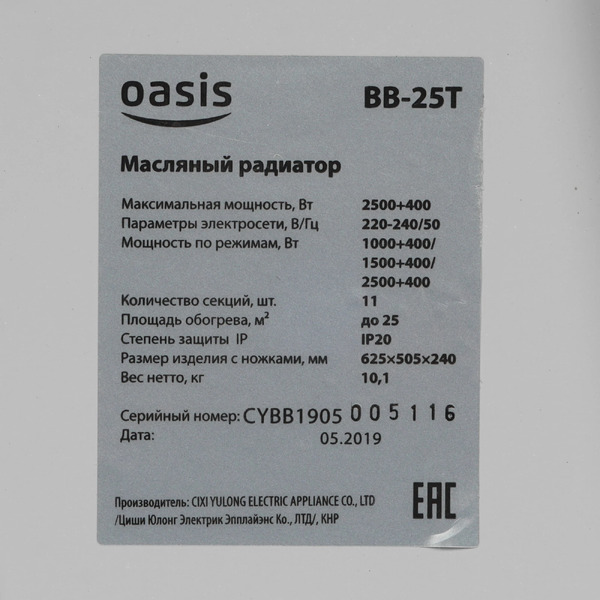 oasis BB-25T
Масляный радиатор
Максимальная мощность, Вт 2500+400
Параметры электросети, В/Гц 220-240/50
Мощность по режимам, Вт 1000+400/
1500+400/
2500+400
Количество секций, шт. 11
Площадь обогрева, м² до 25
Степень защиты IP IP20
Размер изделия с ножками, мм 625×505×240
Вес нетто, кг 10,1
Серийный номер: CYBB1905 005116
Дата: 05.2019
Производитель: CIXI YULONG ELECTRIC APPLIANCE CO., LTD
/Циши Юлонг Электрик Эпплайэнс Ко., ЛТД/, КНР
EAC